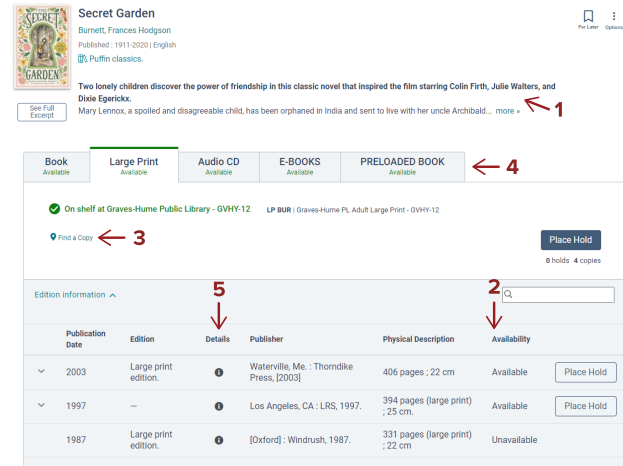 THE
SECRET
GARDEN
Secret Garden
Burnett, Frances Hodgson
Published : 1911-2020 | English
Puffin classics.
For Later
Options
Two lonely children discover the power of friendship in this classic novel that inspired the film starring Colin Firth, Julie Walters, and
Dixie Egerickx.
See Full
Excerpt
Mary Lennox, a spoiled and disagreeable child, has been orphaned in India and sent to live with her uncle Archibald... more »
1
Book
Available
Large Print
Available
Audio CD
Available
E-BOOKS
Available
PRELOADED BOOK
Available
4
On shelf at Graves-Hume Public Library - GVHY-12
LP BUR | Graves-Hume PL Adult Large Print - GVHY-12
Find a Copy
3
Place Hold
0 holds 4 copies
Edition information
5
2
Publication
Date
Edition
Details
Publisher
Physical Description
Availability
2003
Large print
edition.
Waterville, Me. : Thorndike
Press, [2003]
406 pages ; 22 cm
Available
Place Hold
1997
–
Los Angeles, CA : LRS, 1997.
394 pages (large print)
; 25 cm.
Available
Place Hold
1987
Large print
edition.
[Oxford] : Windrush, 1987.
331 pages (large print)
; 22 cm
Unavailable